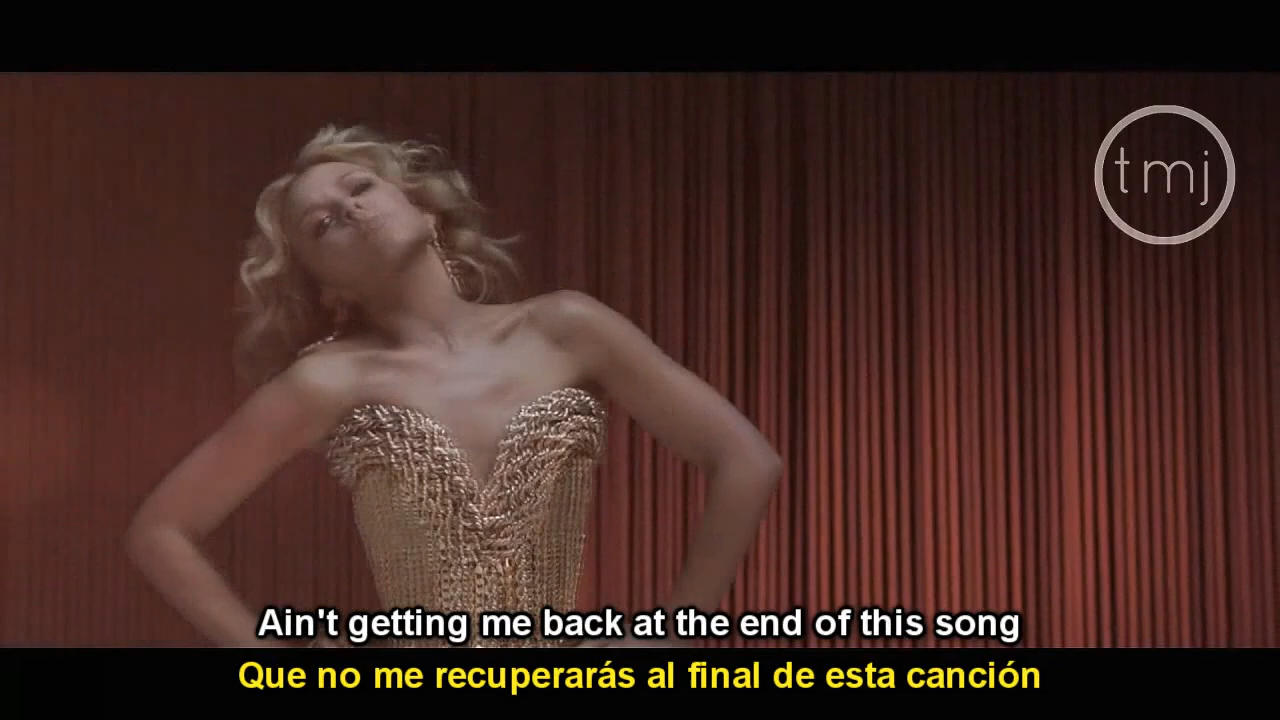 tmj
Ain't getting me back at the end of this song
Que no me recuperarás al final de esta canción